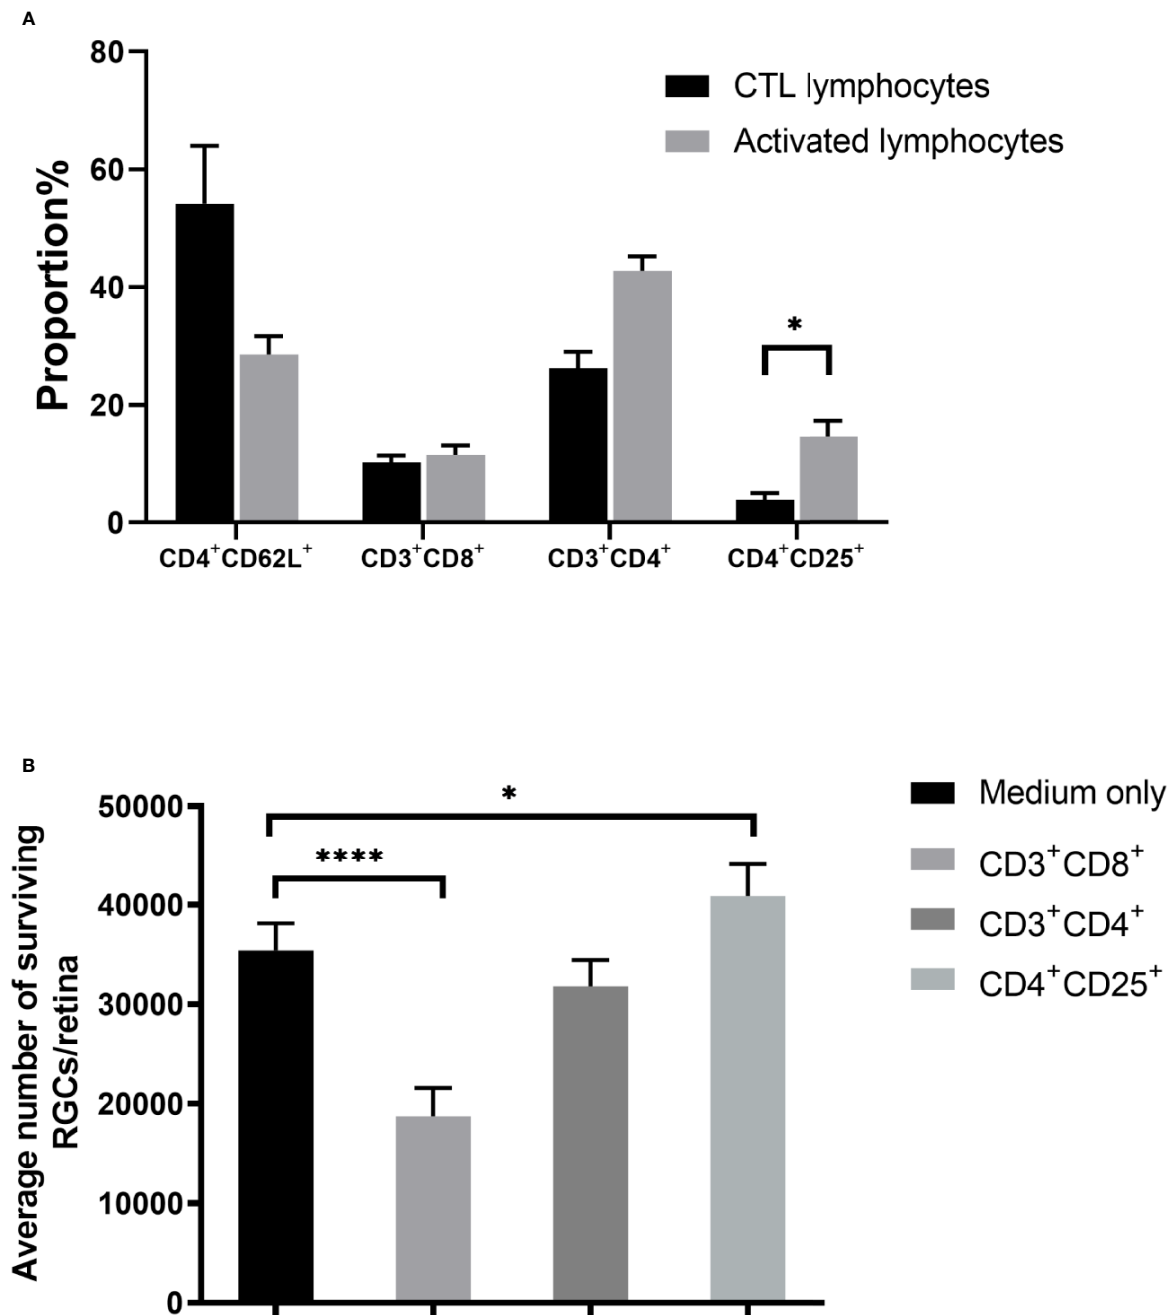 A
80
60
40
20
0
Proportion%
CTL lymphocytes
Activated lymphocytes
*
CD4⁺CD62L⁺
CD3⁺CD8⁺
CD3⁺CD4⁺
CD4⁺CD25⁺
B
50000
40000
30000
20000
10000
0
Average number of surviving
RGCs/retina
*
****
Medium only
CD3⁺CD8⁺
CD3⁺CD4⁺
CD4⁺CD25⁺